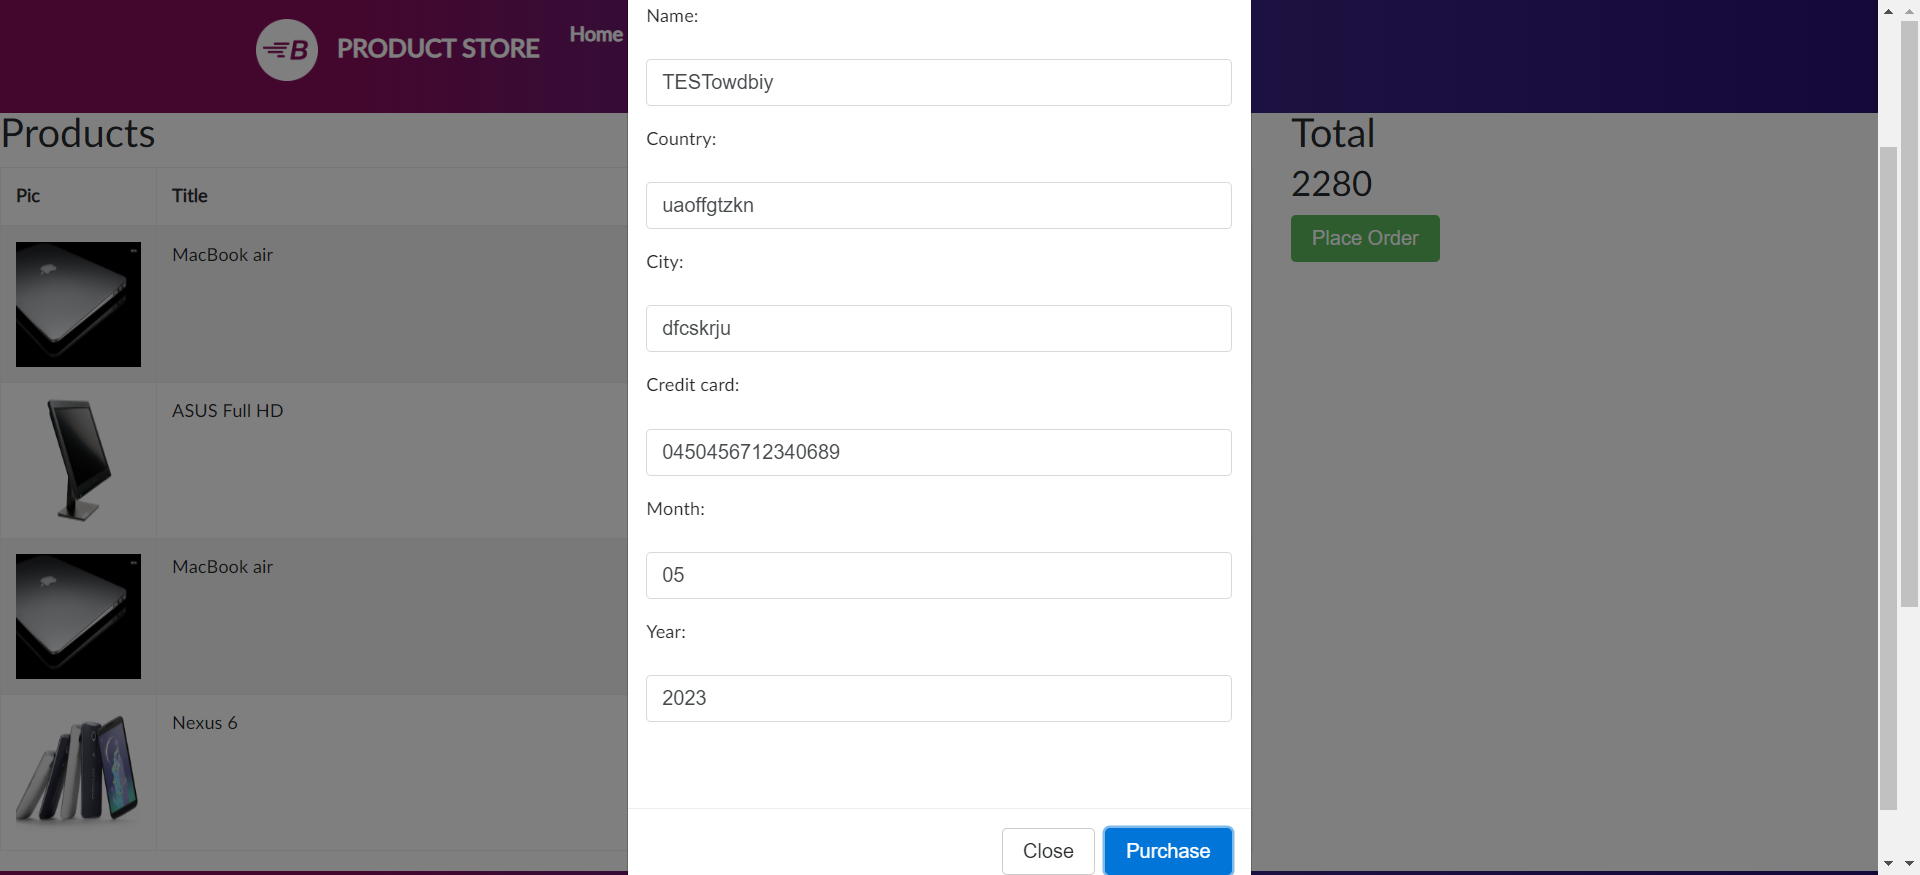 B PRODUCT STORE Home
Products
Pic Title
MacBook air
ASUS Full HD
MacBook air
Nexus 6
Name:
TESTowdbiy
Country:
uaoffgtzkn
City:
dfcskrju
Credit card:
0450456712340689
Month:
05
Year:
2023
Close Purchase
Total
2280
Place Order